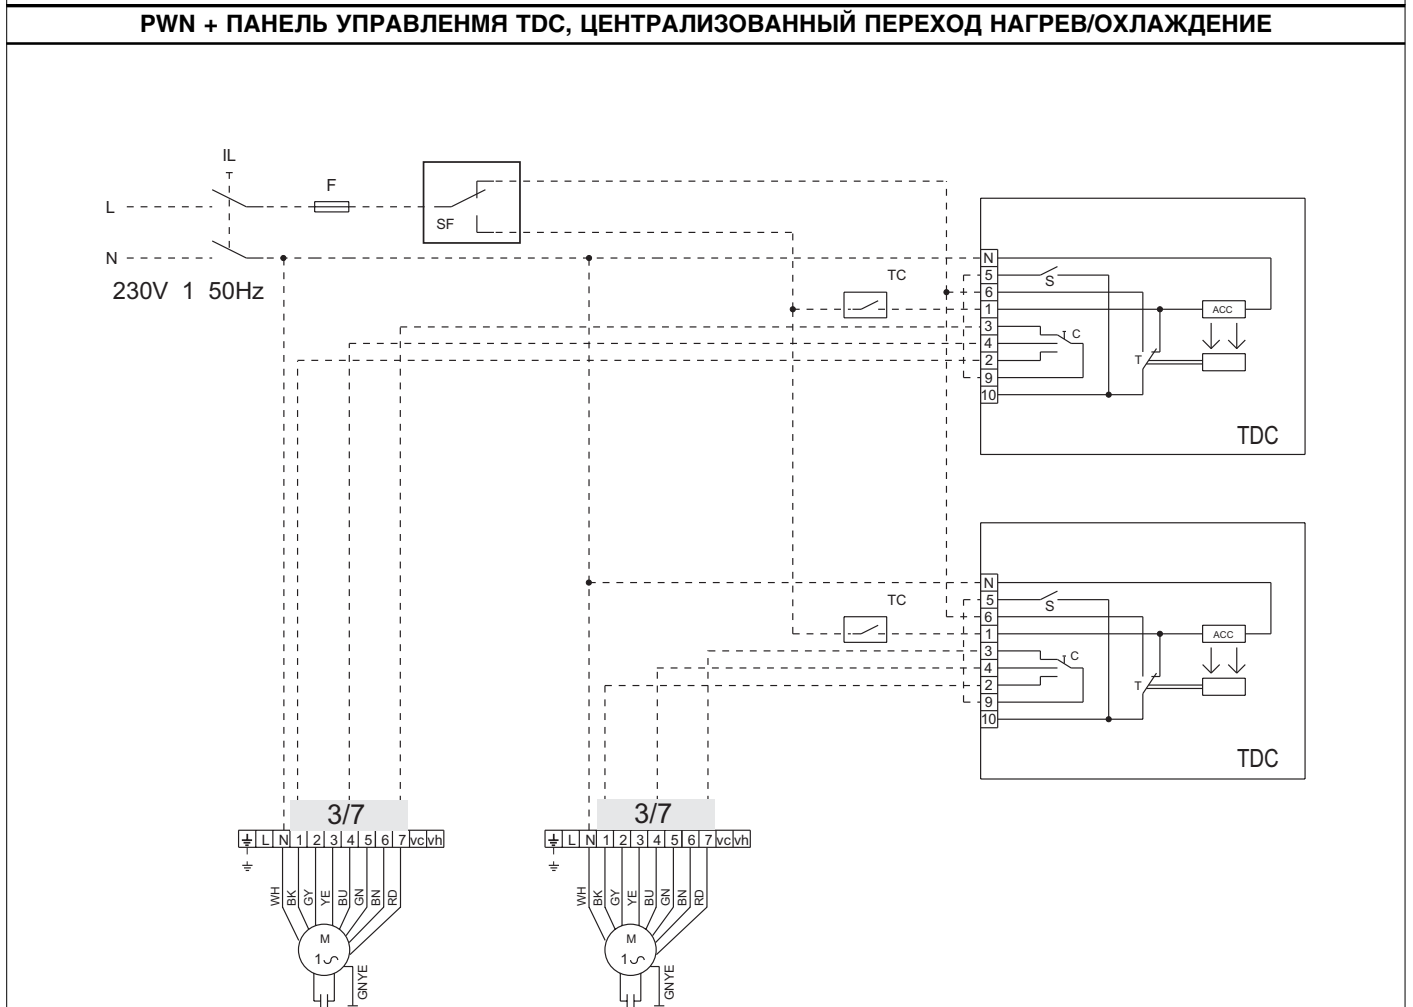 PWN + ПАНЕЛЬ УПРАВЛЕНМЯ TDC, ЦЕНТРАЛИЗОВАННЫЙ ПЕРЕХОД НАГРЕВ/ОХЛАЖДЕНИЕ
IL
F
L
SF
N
230V 1 50Hz
TC
N
5
6
1
3
4
2
9
10
S
C
T
ACC
TDC
TC
N
5
6
1
3
4
2
9
10
S
C
T
ACC
TDC
3/7
L N 1 2 3 4 5 6 7 vc vh
WH BK GY YE BU GN BN RD
M
1
GNYE
3/7
L N 1 2 3 4 5 6 7 vc vh
WH BK GY YE BU GN BN RD
M
1
GNYE